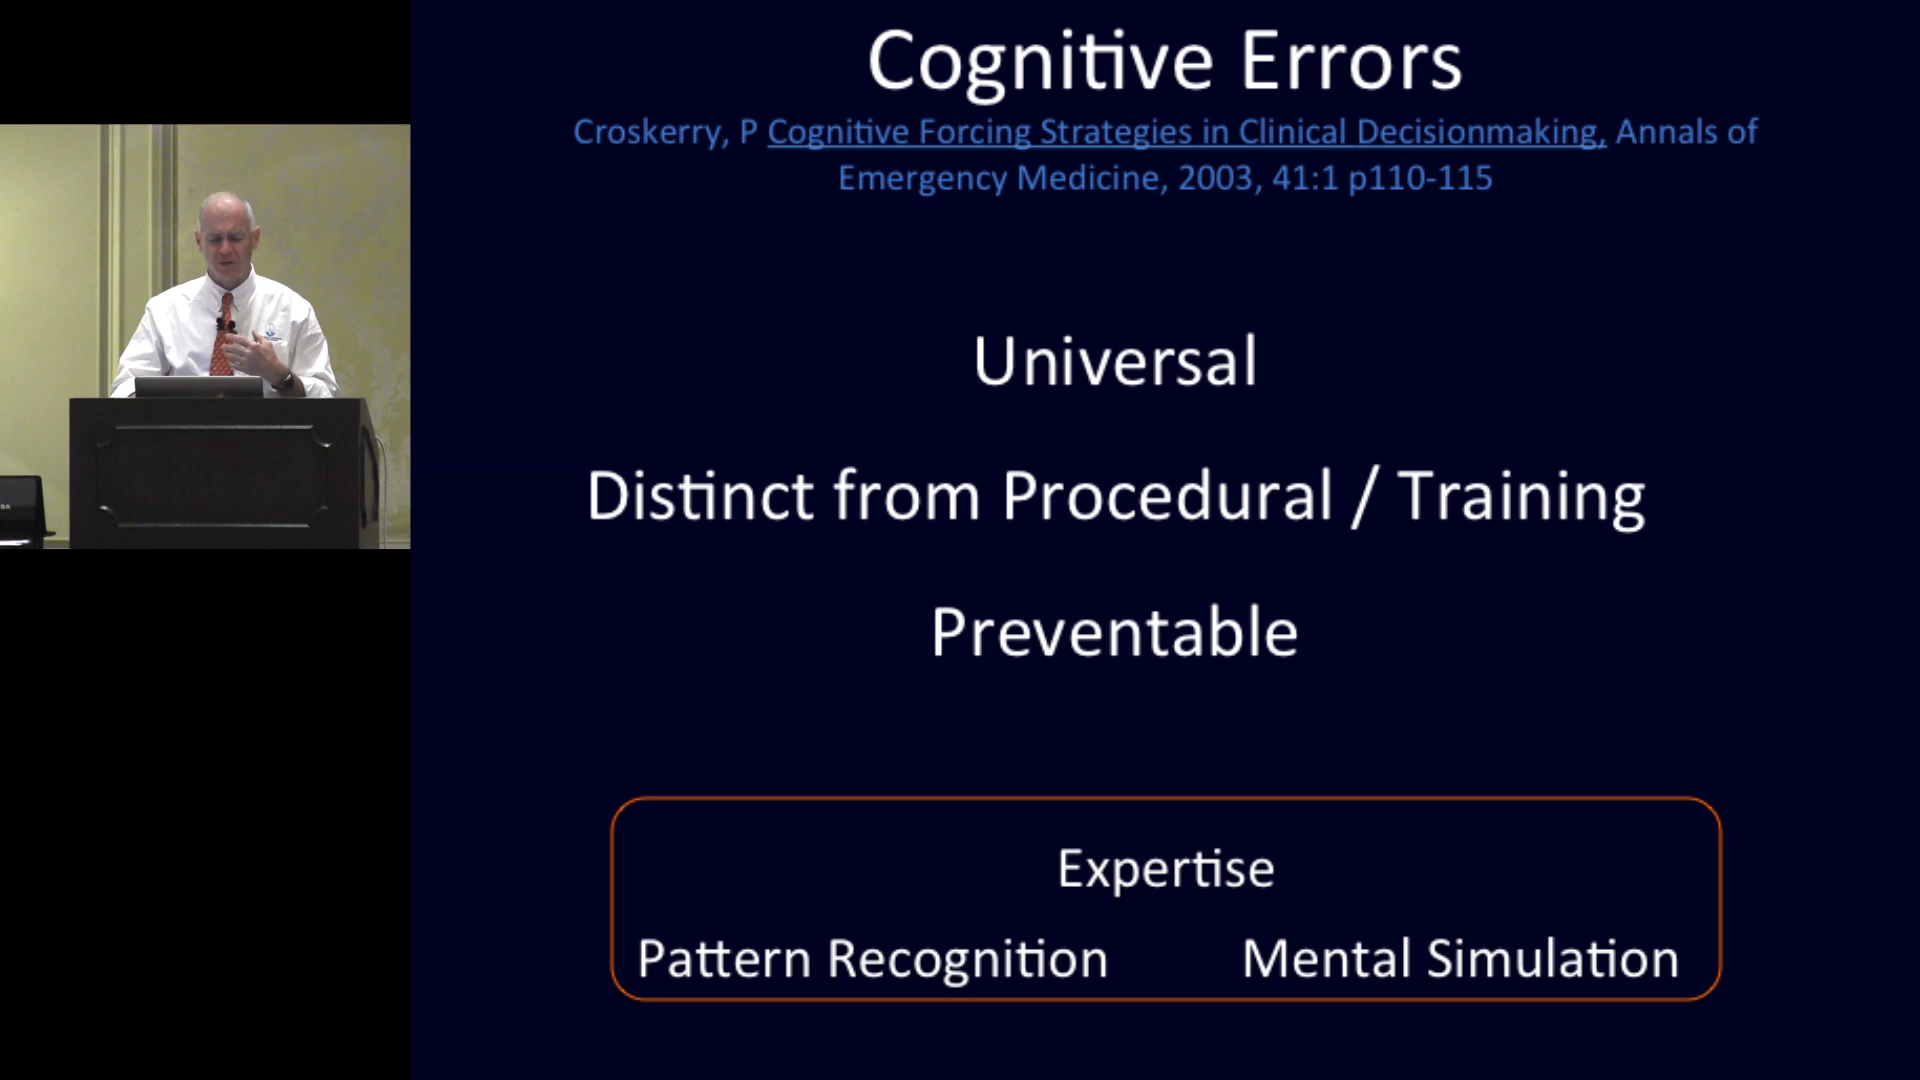 Cognitive Errors
Croskerry, P Cognitive Forcing Strategies in Clinical Decisionmaking, Annals of
Emergency Medicine, 2003, 41:1 p110-115
Universal
Distinct from Procedural / Training
Preventable
Expertise
Pattern Recognition Mental Simulation